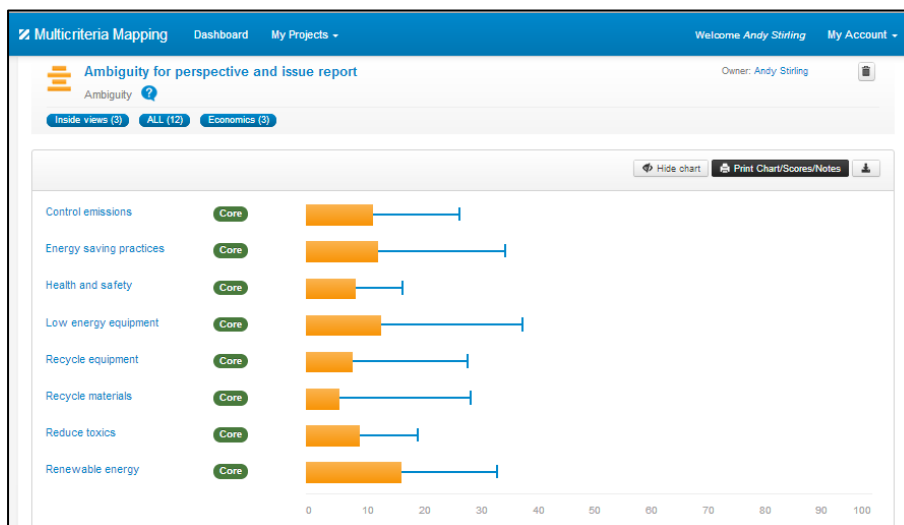 Multicriteria Mapping Dashboard My Projects Welcome Andy Stirling My Account
Ambiguity for perspective and issue report Owner: Andy Stirling
Ambiguity ?
Inside views (3) ALL (12) Economics (3)
Hide chart Print Chart/Scores/Notes
Control emissions Core
Energy saving practices Core
Health and safety Core
Low energy equipment Core
Recycle equipment Core
Recycle materials Core
Reduce toxics Core
Renewable energy Core
0 10 20 30 40 50 60 70 80 90 100